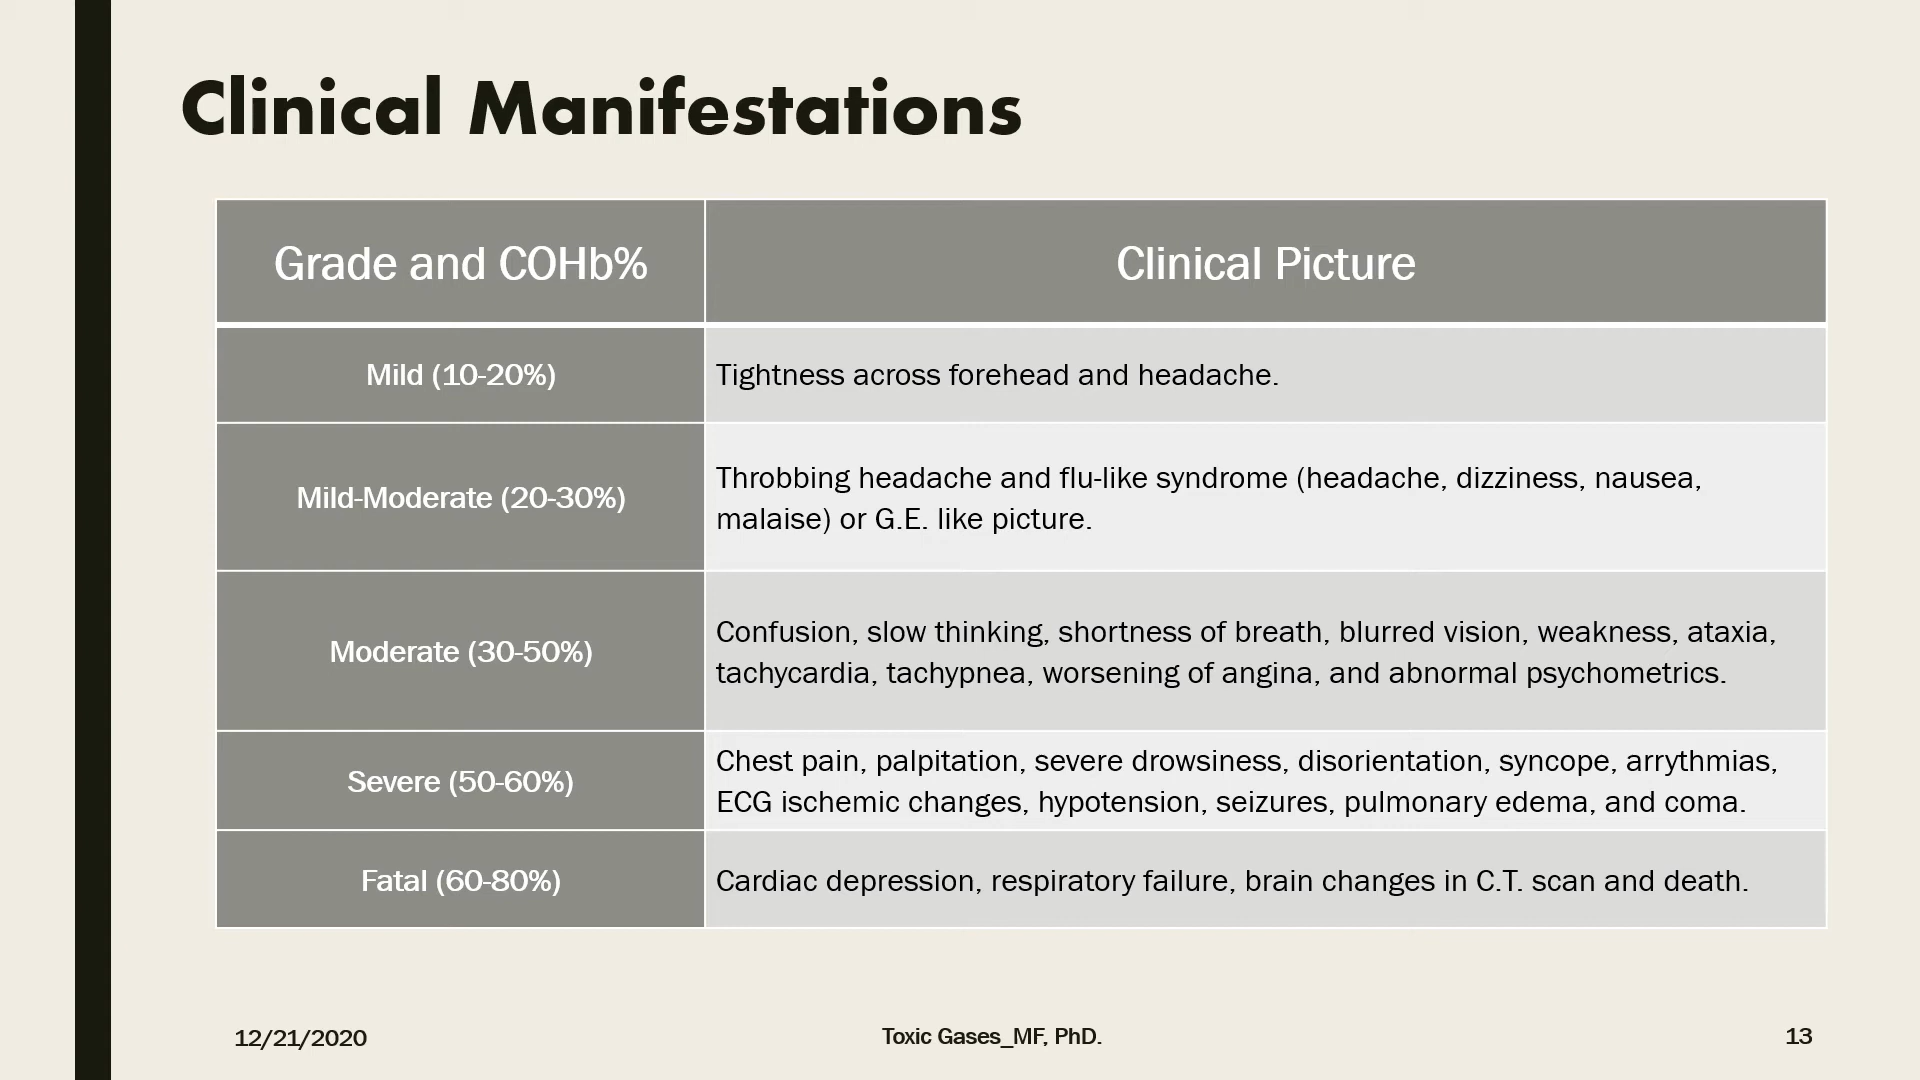 Clinical Manifestations
Grade and COHb%
Clinical Picture
Mild (10-20%)
Tightness across forehead and headache.
Mild-Moderate (20-30%)
Throbbing headache and flu-like syndrome (headache, dizziness, nausea,
malaise) or G.E. like picture.
Moderate (30-50%)
Confusion, slow thinking, shortness of breath, blurred vision, weakness, ataxia,
tachycardia, tachypnea, worsening of angina, and abnormal psychometrics.
Severe (50-60%)
Chest pain, palpitation, severe drowsiness, disorientation, syncope, arrythmias,
ECG ischemic changes, hypotension, seizures, pulmonary edema, and coma.
Fatal (60-80%)
Cardiac depression, respiratory failure, brain changes in C.T. scan and death.
12/21/2020
Toxic Gases_MF, PhD.
13